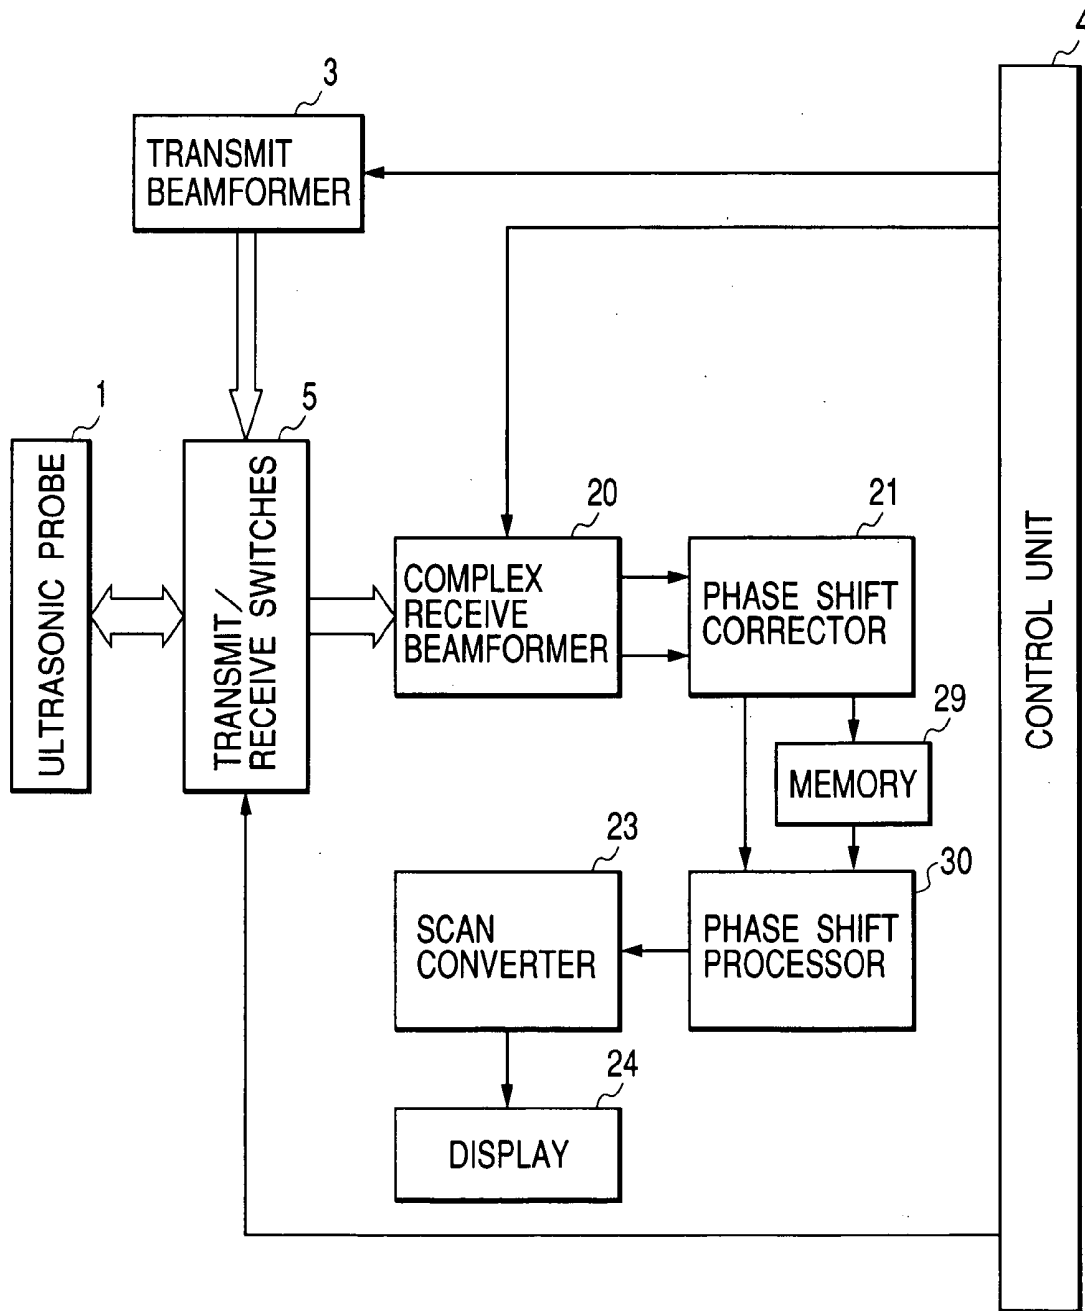 4
3
TRANSMIT
BEAMFORMER
1
ULTRASONIC PROBE
5
TRANSMIT/
RECEIVE SWITCHES
20
COMPLEX
RECEIVE
BEAMFORMER
21
PHASE SHIFT
CORRECTOR
CONTROL UNIT
29
MEMORY
23
SCAN
CONVERTER
30
PHASE SHIFT
PROCESSOR
24
DISPLAY